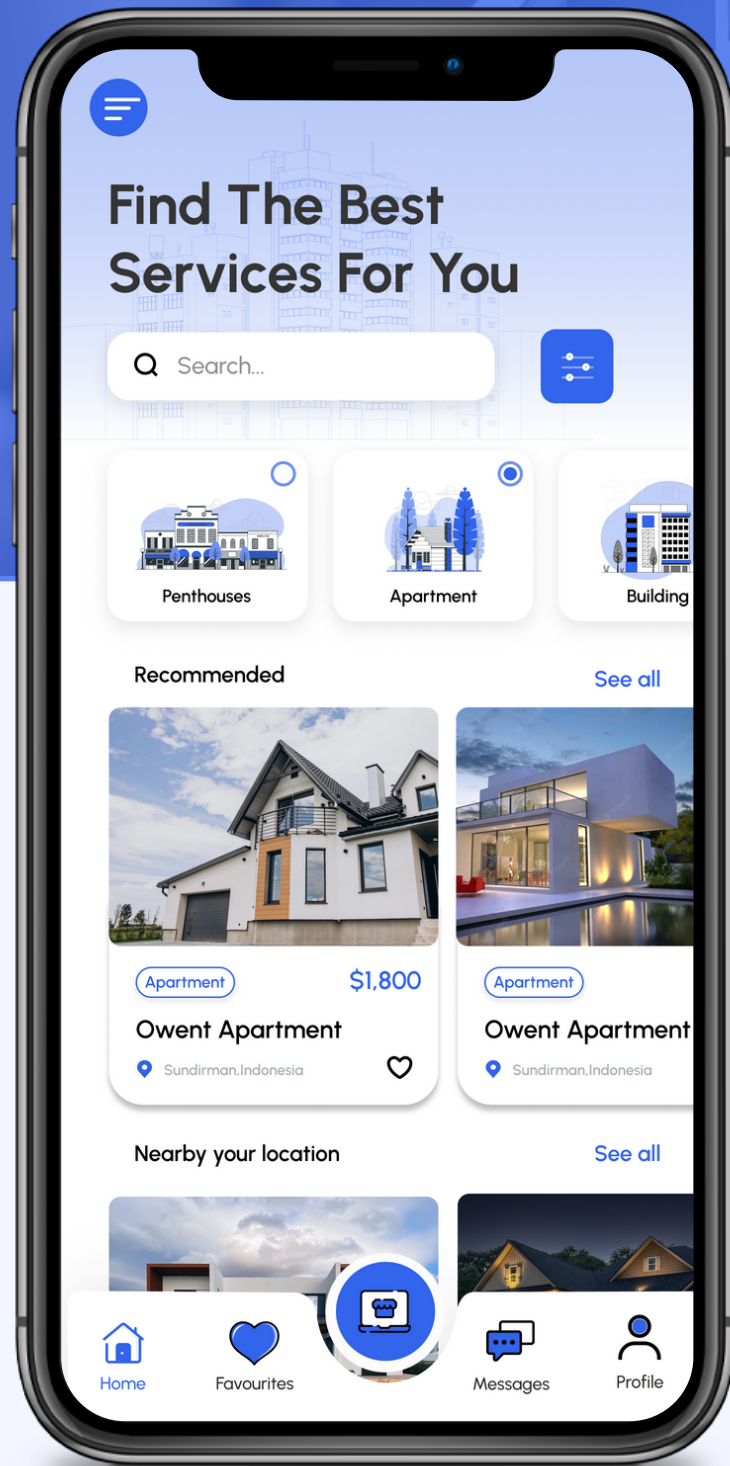 Find The Best
Services For You
Search...
Penthouses
Apartment
Building
Recommended
See all
Apartment
$1,800
Owent Apartment
Sundirman,Indonesia
Apartment
Owent Apartment
Sundirman,Indonesia
Nearby your location
See all
Home
Favourites
Messages
Profile